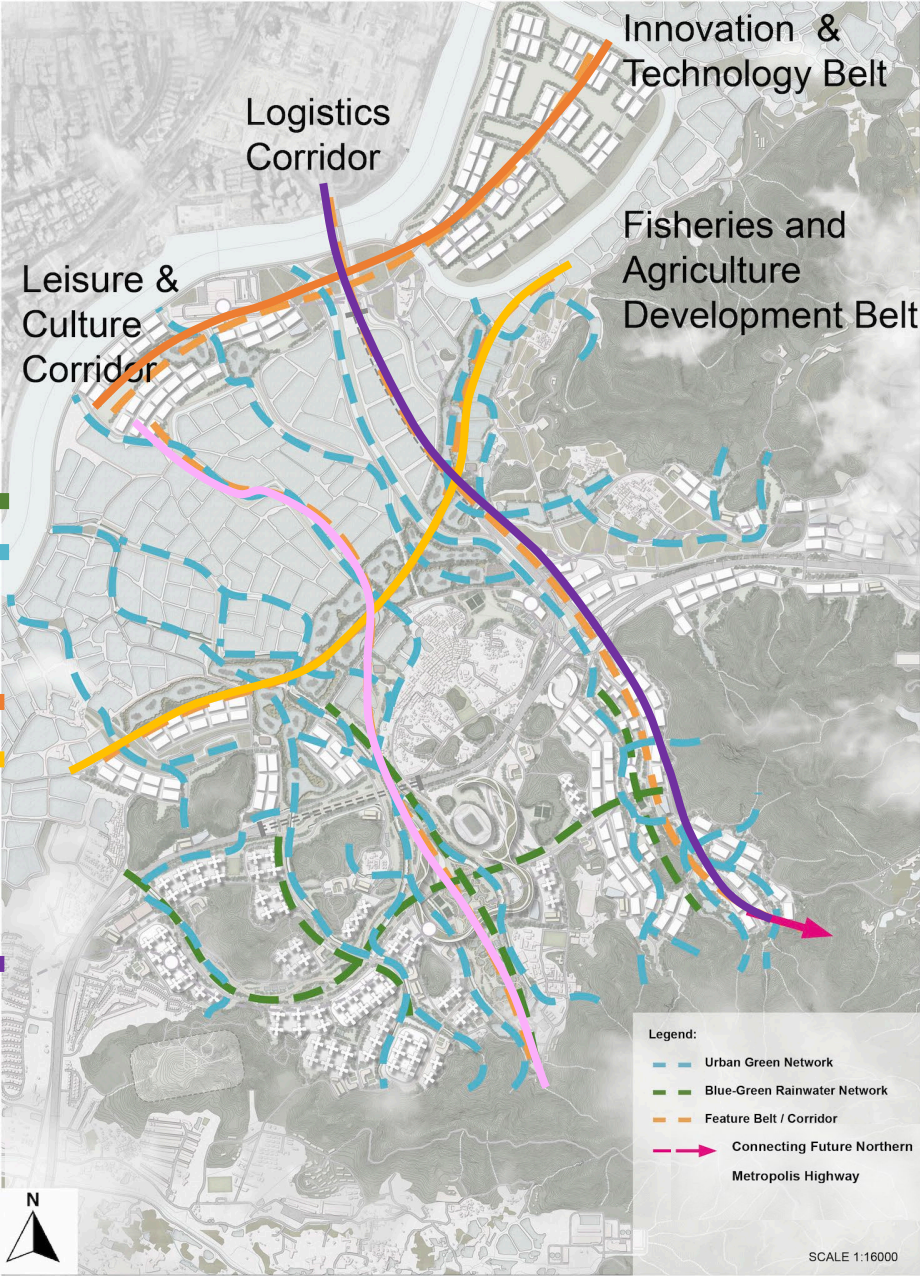 Innovation &
Technology Belt
Logistics
Corridor
Fisheries and
Agriculture
Development Belt
Leisure &
Culture
Corridor
Legend:
Urban Green Network
Blue-Green Rainwater Network
Feature Belt / Corridor
Connecting Future Northern
Metropolis Highway
N
SCALE 1:16000